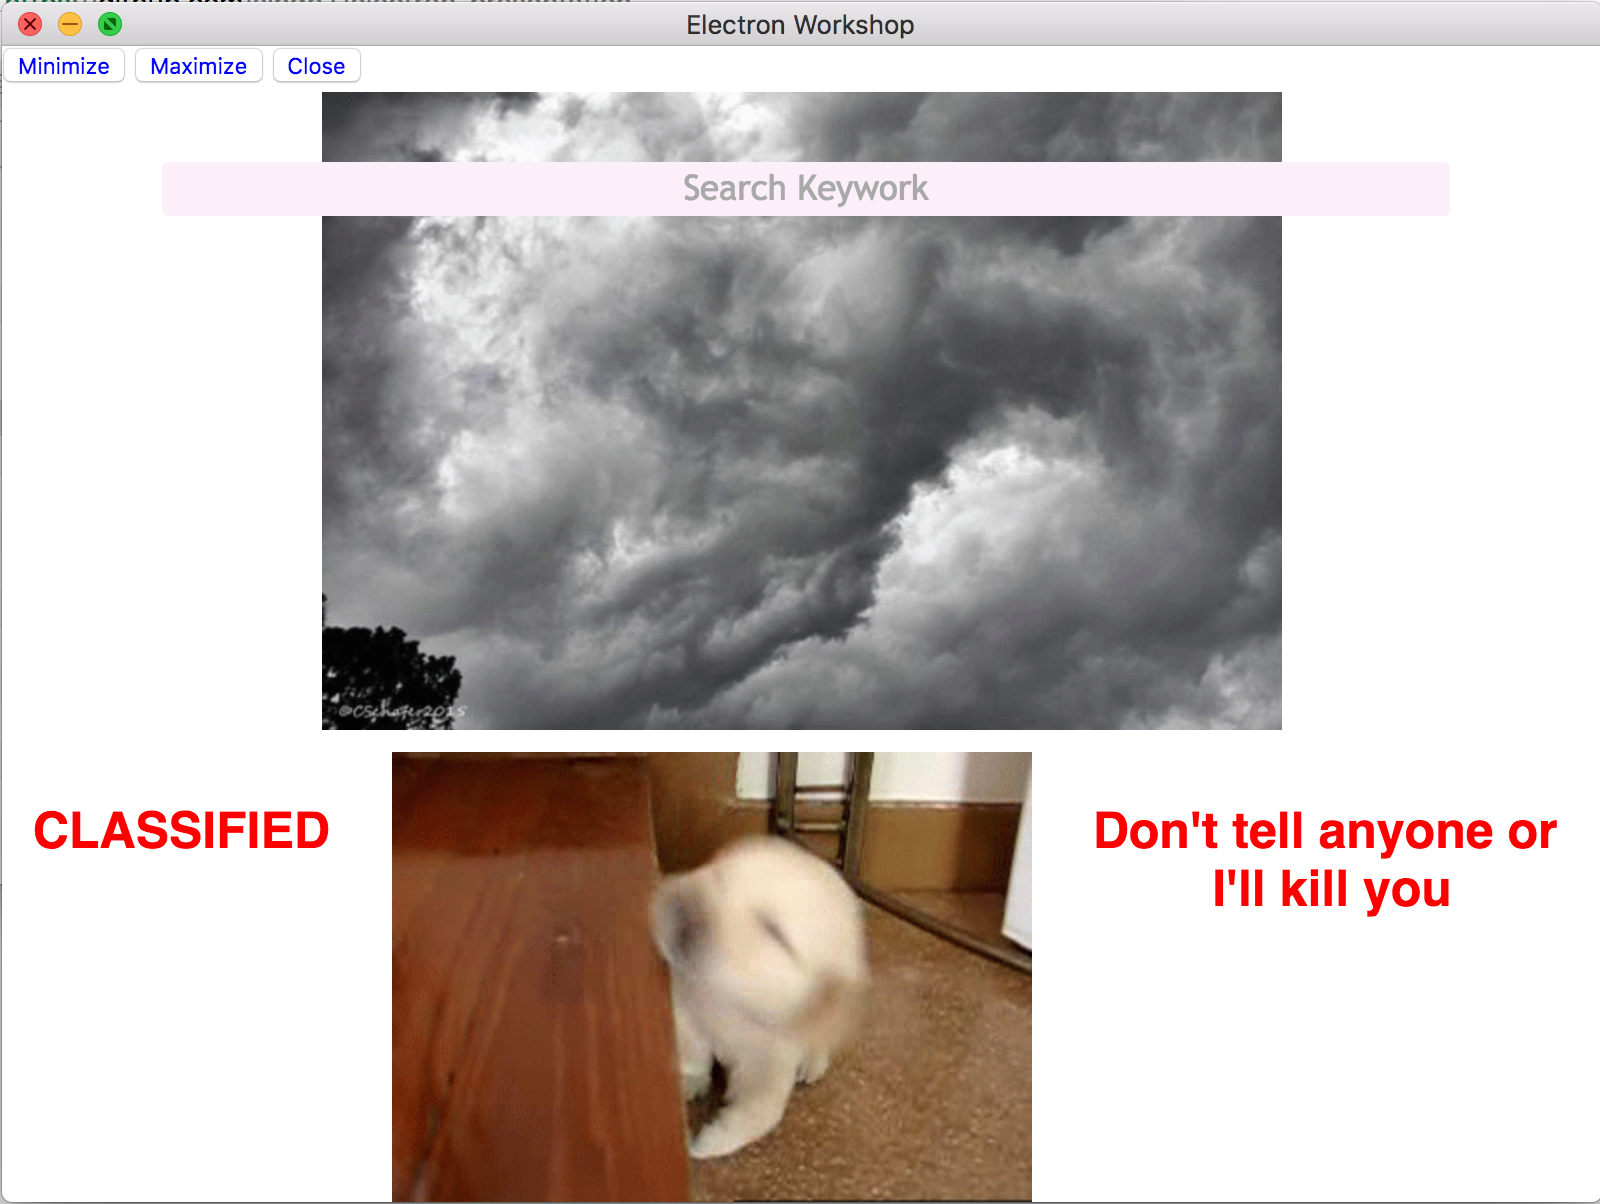 Electron Workshop
Minimize Maximize Close
Search Keywork
©CSchafer2015
CLASSIFIED
Don't tell anyone or
I'll kill you